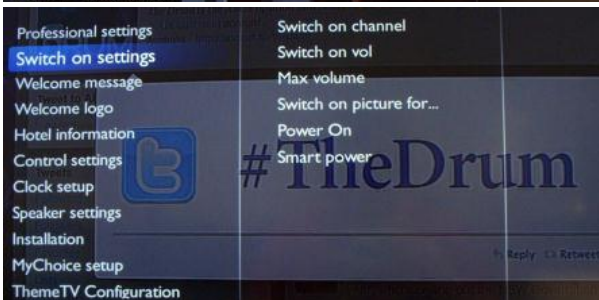 Professional settings
Switch on settings
Welcome message
Welcome logo
Hotel information
Control settings
Clock setup
Speaker settings
Installation
MyChoice setup
ThemeTV Configuration
Switch on channel
Switch on vol
Max volume
Switch on picture for...
Power On
Smart power
#TheDrum
Tweets
Reply Retweet